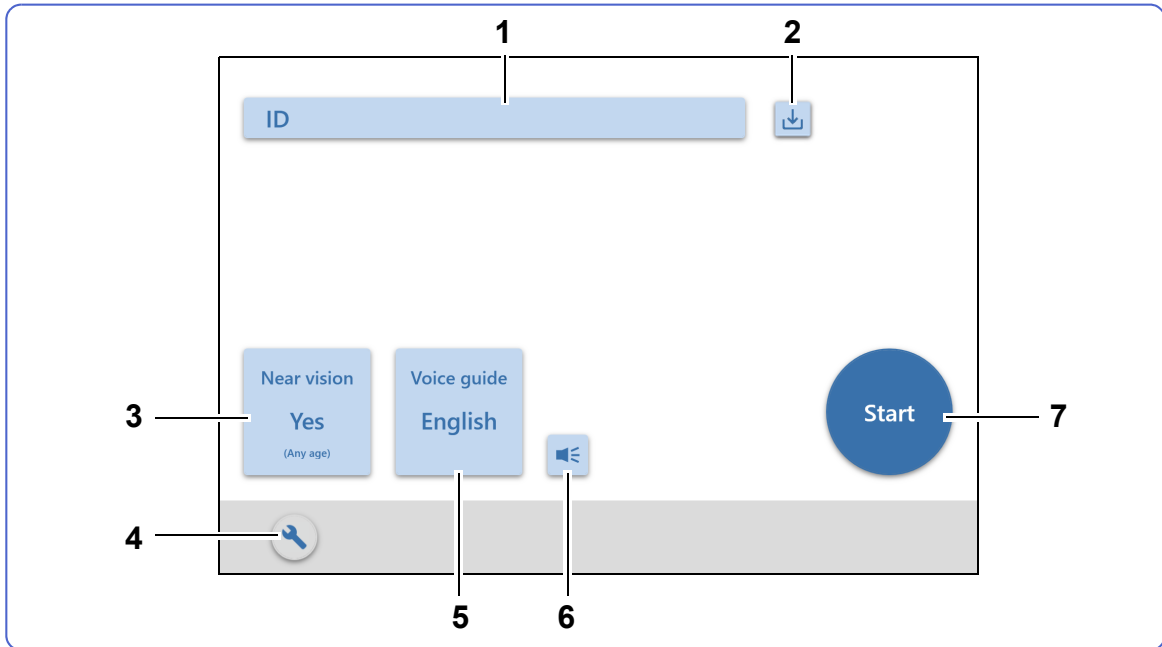 1
2
ID
Near vision
Yes
(Any age)
Voice guide
English
Start
3
7
4
5
6